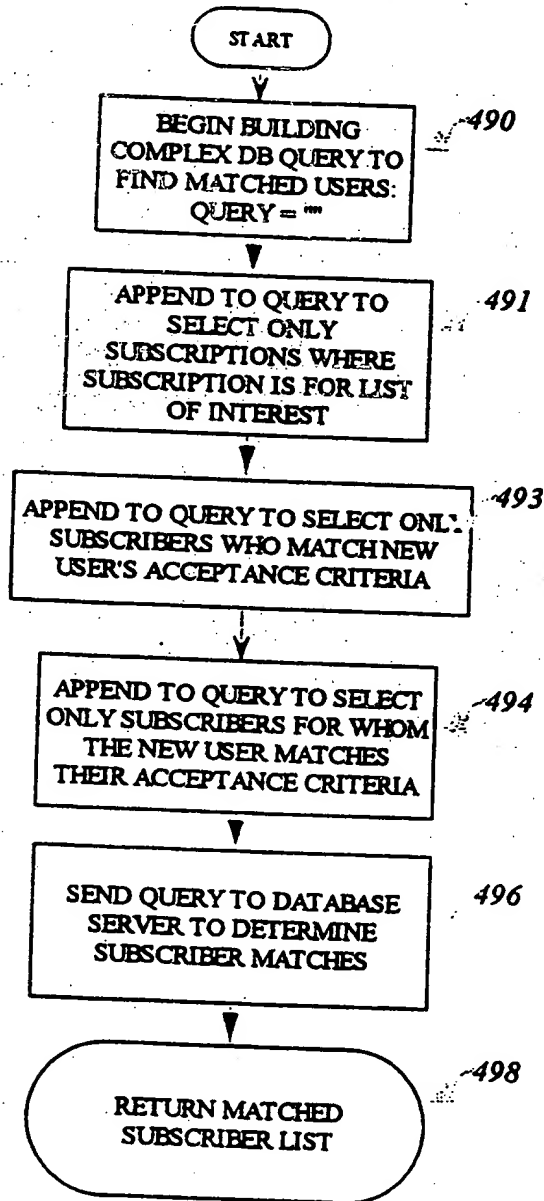 START
BEGIN BUILDING
COMPLEX DB QUERY TO
FIND MATCHED USERS:
QUERY = ""
490
APPEND TO QUERY TO
SELECT ONLY
SUBSCRIPTIONS WHERE
SUBSCRIPTION IS FOR LIST
OF INTEREST
491
APPEND TO QUERY TO SELECT ONLY
SUBSCRIBERS WHO MATCH NEW
USER'S ACCEPTANCE CRITERIA
493
APPEND TO QUERY TO SELECT
ONLY SUBSCRIBERS FOR WHOM
THE NEW USER MATCHES
THEIR ACCEPTANCE CRITERIA
494
SEND QUERY TO DATABASE
SERVER TO DETERMINE
SUBSCRIBER MATCHES
496
RETURN MATCHED
SUBSCRIBER LIST
498